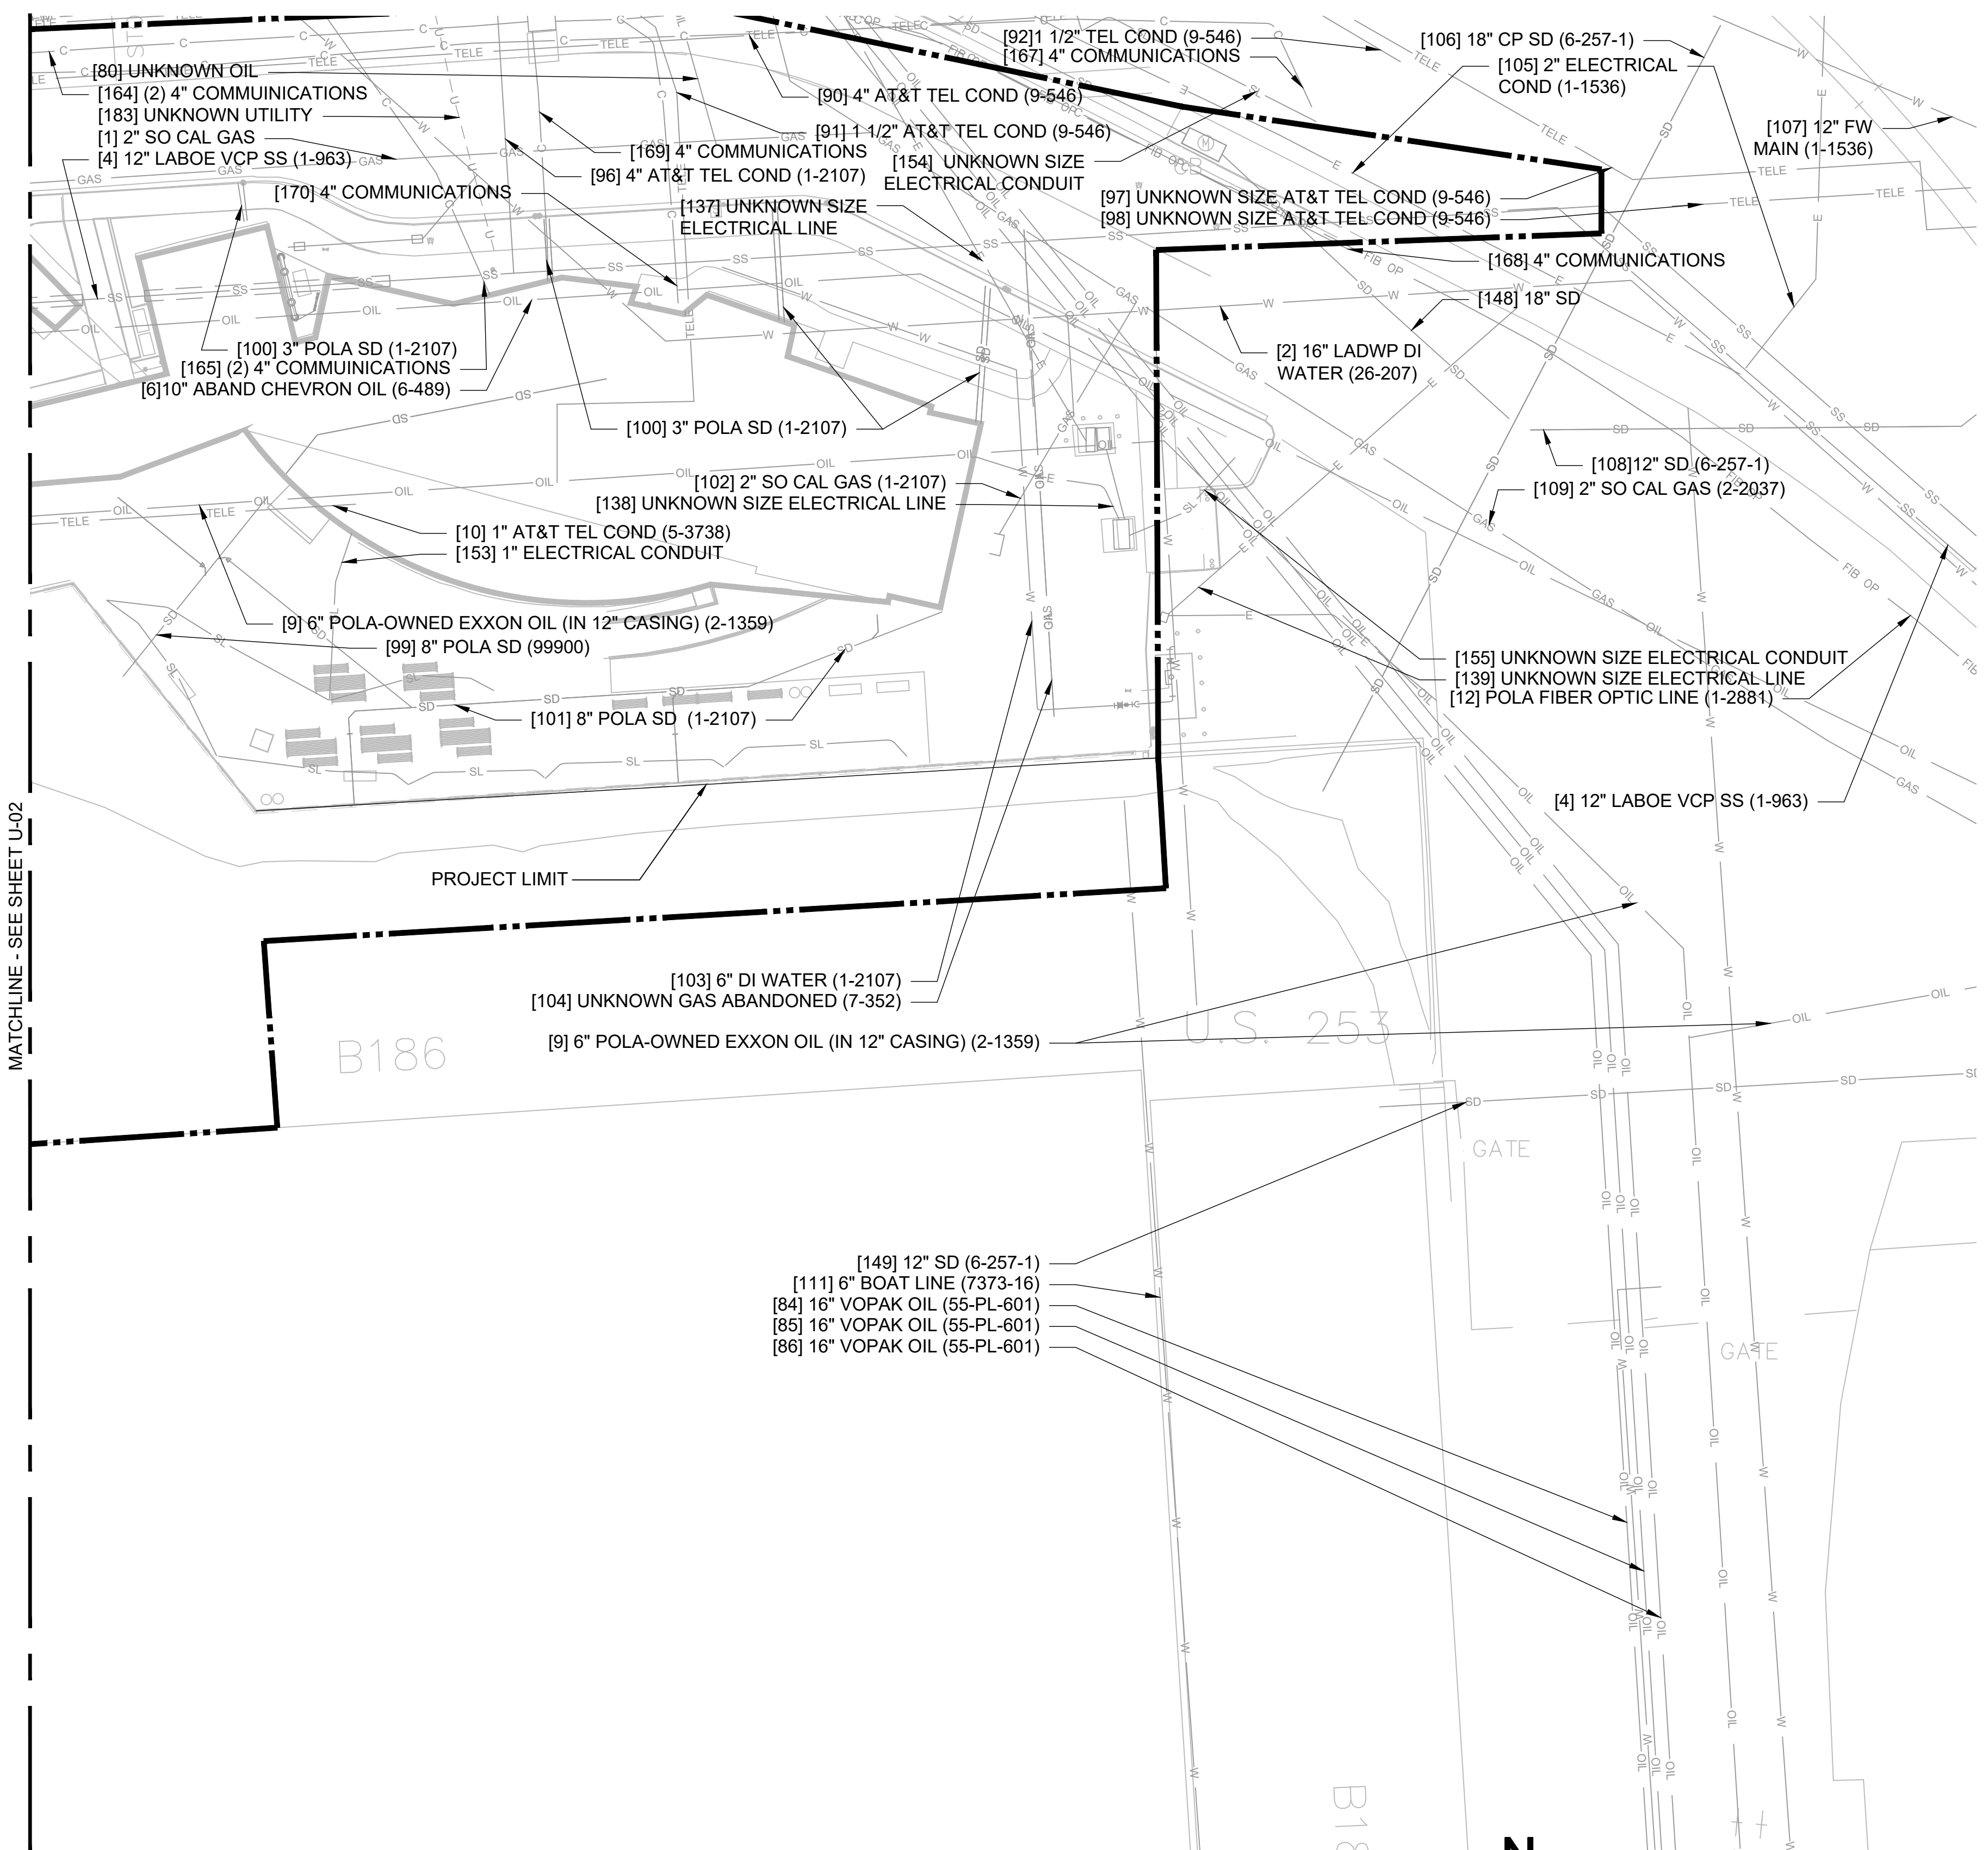 [80] UNKNOWN OIL
[164] (2) 4" COMMUINICATIONS
[183] UNKNOWN UTILITY
[1] 2" SO CAL GAS
[4] 12" LABOE VCP SS (1-963)
[170] 4" COMMUNICATIONS
[90] 4" AT&T TEL COND (9-546)
[91] 1 1/2" AT&T TEL COND (9-546)
[169] 4" COMMUNICATIONS
[96] 4" AT&T TEL COND (1-2107)
[137] UNKNOWN SIZE
ELECTRICAL LINE
[92]1 1/2" TEL COND (9-546)
[167] 4" COMMUNICATIONS
[154] UNKNOWN SIZE
ELECTRICAL CONDUIT
[106] 18" CP SD (6-257-1)
[105] 2" ELECTRICAL
COND (1-1536)
[107] 12" FW
MAIN (1-1536)
[97] UNKNOWN SIZE AT&T TEL COND (9-546)
[98] UNKNOWN SIZE AT&T TEL COND (9-546)
[168] 4" COMMUNICATIONS
[148] 18" SD
[2] 16" LADWP DI
WATER (26-207)
[100] 3" POLA SD (1-2107)
[165] (2) 4" COMMUINICATIONS
[6]10" ABAND CHEVRON OIL (6-489)
[100] 3" POLA SD (1-2107)
[108]12" SD (6-257-1)
[109] 2" SO CAL GAS (2-2037)
[102] 2" SO CAL GAS (1-2107)
[138] UNKNOWN SIZE ELECTRICAL LINE
[10] 1" AT&T TEL COND (5-3738)
[153] 1" ELECTRICAL CONDUIT
[9] 6" POLA-OWNED EXXON OIL (IN 12" CASING) (2-1359)
[99] 8" POLA SD (99900)
[155] UNKNOWN SIZE ELECTRICAL CONDUIT
[139] UNKNOWN SIZE ELECTRICAL LINE
[12] POLA FIBER OPTIC LINE (1-2881)
[101] 8" POLA SD (1-2107)
[4] 12" LABOE VCP SS (1-963)
MATCHLINE - SEE SHEET U-02
PROJECT LIMIT
[103] 6" DI WATER (1-2107)
[104] UNKNOWN GAS ABANDONED (7-352)
[9] 6" POLA-OWNED EXXON OIL (IN 12" CASING) (2-1359)
B186
U.S. 253
GATE
[149] 12" SD (6-257-1)
[111] 6" BOAT LINE (7373-16)
[84] 16" VOPAK OIL (55-PL-601)
[85] 16" VOPAK OIL (55-PL-601)
[86] 16" VOPAK OIL (55-PL-601)
GATE